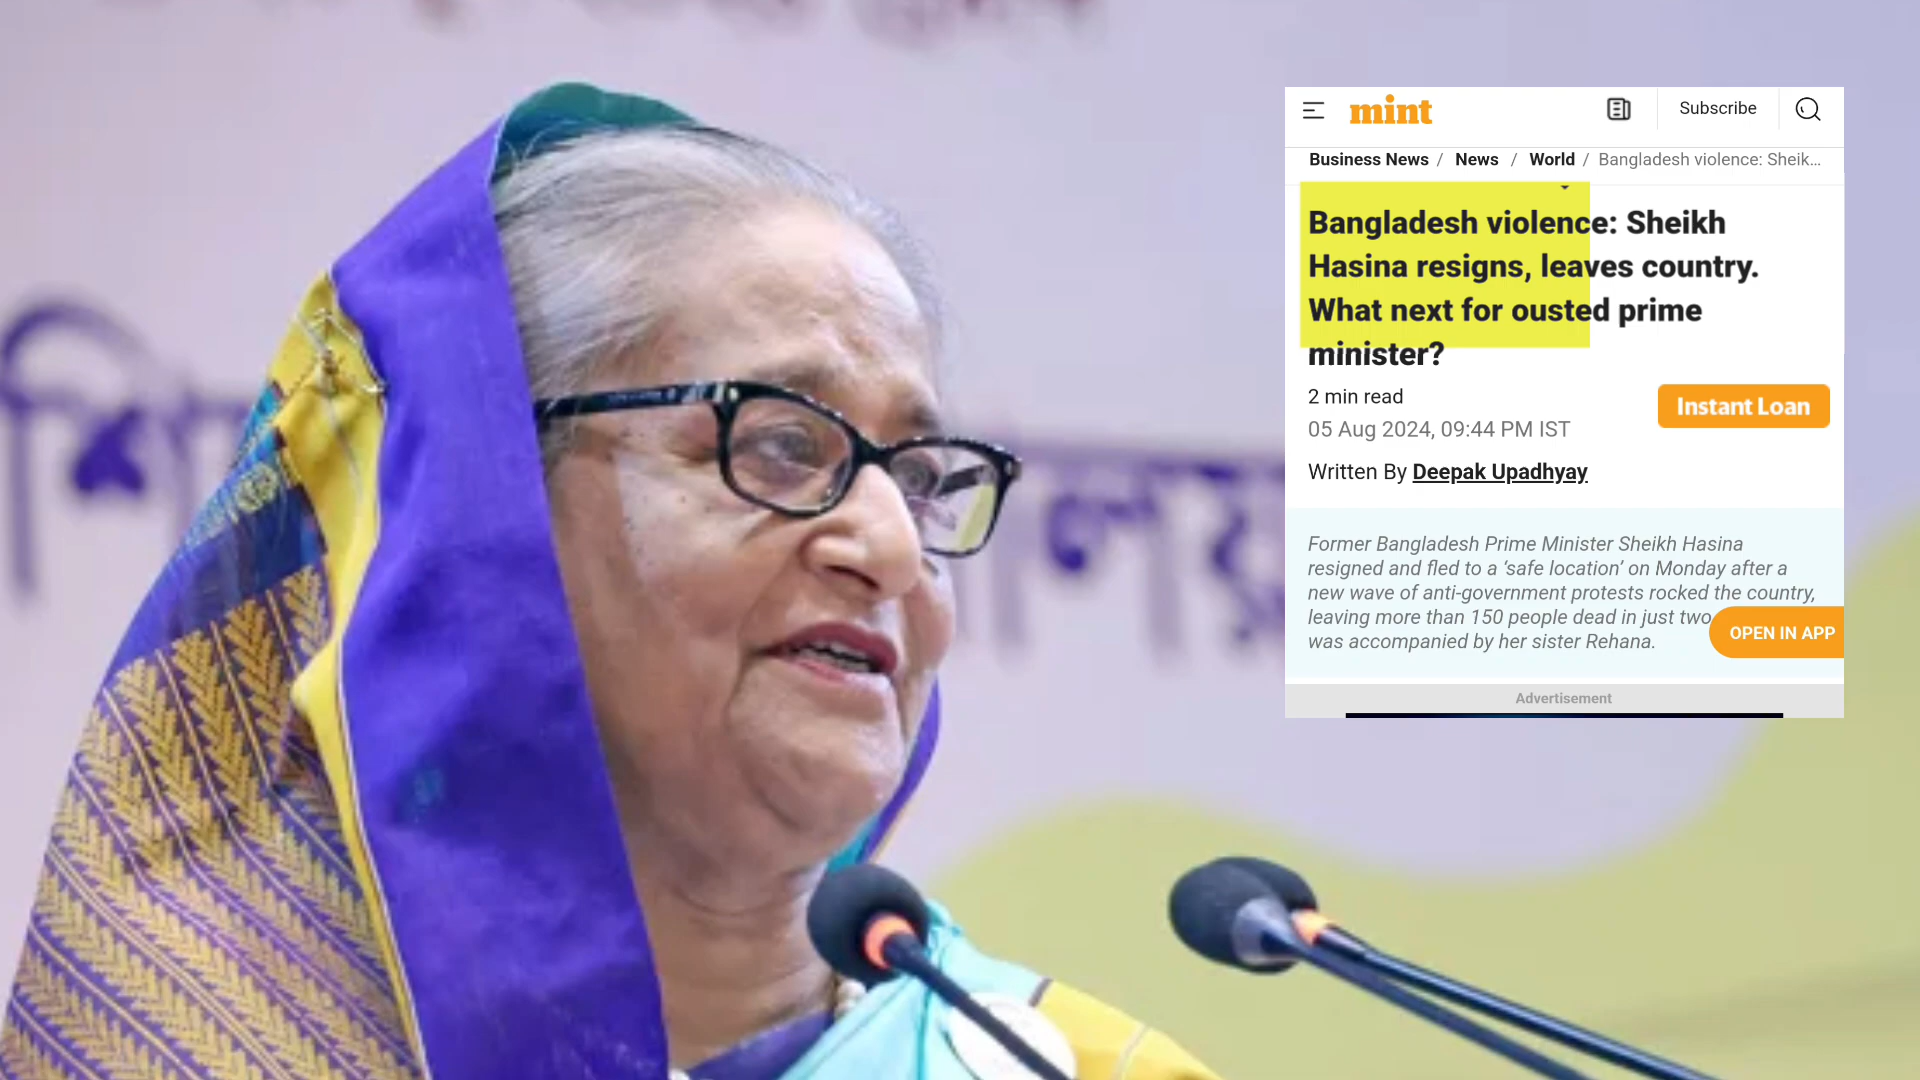 mint
Subscribe
Business News / News / World / Bangladesh violence: Sheik...
Bangladesh violence: Sheikh
Hasina resigns, leaves country.
What next for ousted prime
minister?
2 min read
Instant Loan
05 Aug 2024, 09:44 PM IST
Written By Deepak Upadhyay
Former Bangladesh Prime Minister Sheikh Hasina
resigned and fled to a ‘safe location’ on Monday after a
new wave of anti-government protests rocked the country,
leaving more than 150 people dead in just two
was accompanied by her sister Rehana.
OPEN IN APP
Advertisement